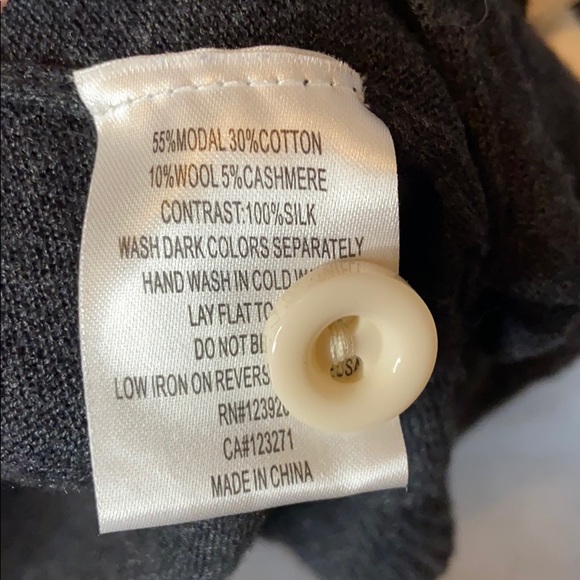 55%MODAL 30%COTTON
10%WOOL 5%CASHMERE
CONTRAST:100%SILK
WASH DARK COLORS SEPARATELY
HAND WASH IN COLD
LAY FLAT TO
DO NOT
LOW IRON ON
CA#123271
MADE IN CHINA